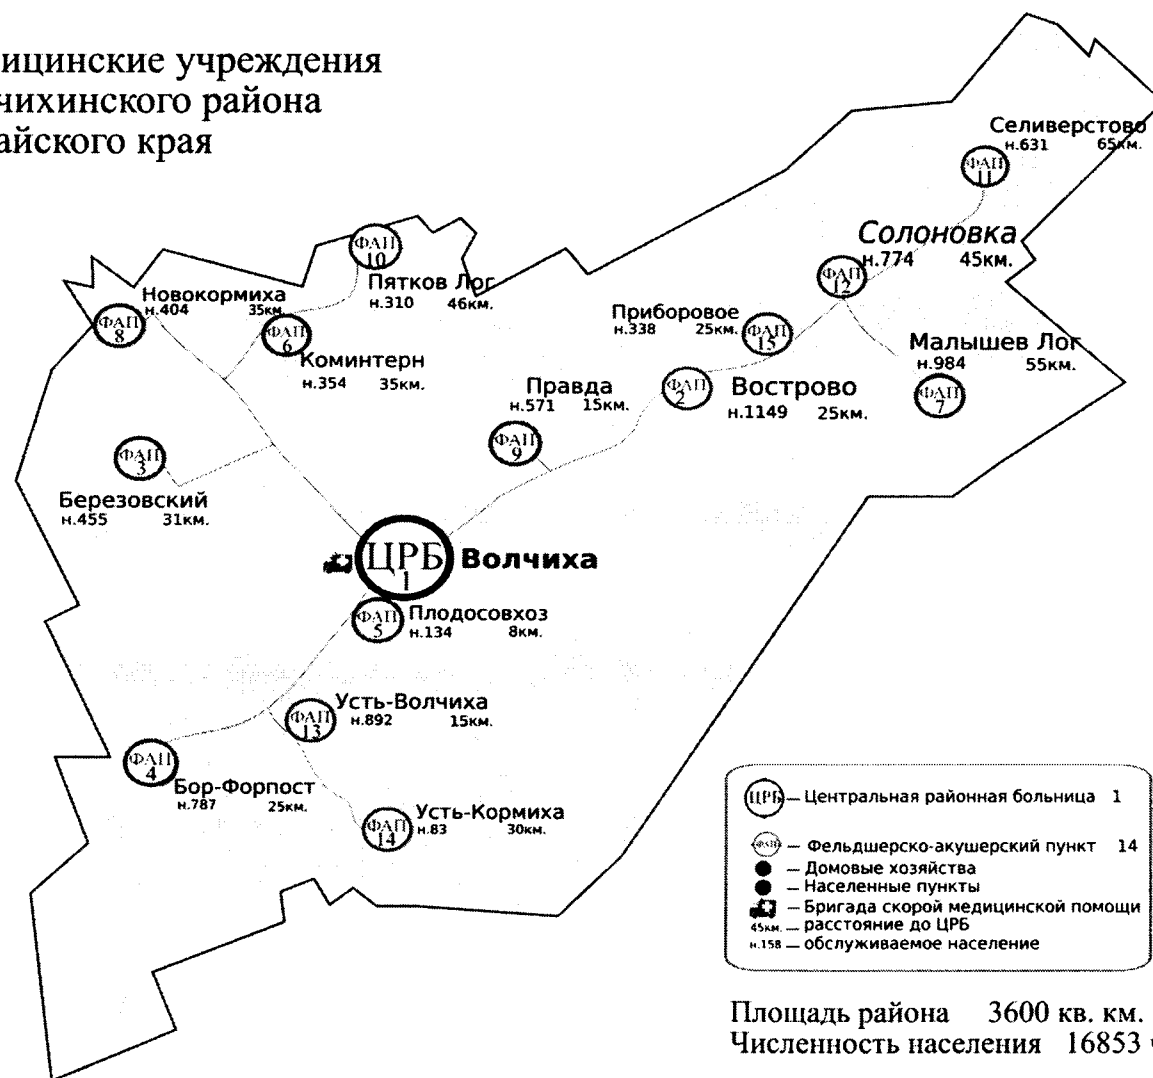 ицинские учреждения
чихинского района
айского края
Селиверстово
н.631 65км.
ФАП
11
Солоновка
н.774 45км.
ФАП
12
ФАП
10
Пятков Лог
н.310 46км.
Новокормиха
н.404 35км.
ФАП
8
ФАП
6
Коминтерн
н.354 35км.
Приборовое
н.338 25км.
ФАП
15
Малышев Лог
н.984 55км.
ФАП
7
Правда
н.571 15км.
ФАП
9
ФАП
2
Вострово
н.1149 25км.
ФАП
3
Березовский
н.455 31км.
ЦРБ
1
Волчиха
ФАП
5
Плодосовхоз
н.134 8км.
Усть-Волчиха
н.892 15км.
ФАП
13
ФАП
4
Бор-Форпост
н.787 25км.
Усть-Кормиха
н.83 30км.
ФАП
14
ЦРБ – Центральная районная больница 1
ФАП – Фельдшерско-акушерский пункт 14
– Домовые хозяйства
– Населенные пункты
– Бригада скорой медицинской помощи
45км. – расстояние до ЦРБ
н.158 – обслуживаемое население
Площадь района 3600 кв. км.
Численность населения 16853